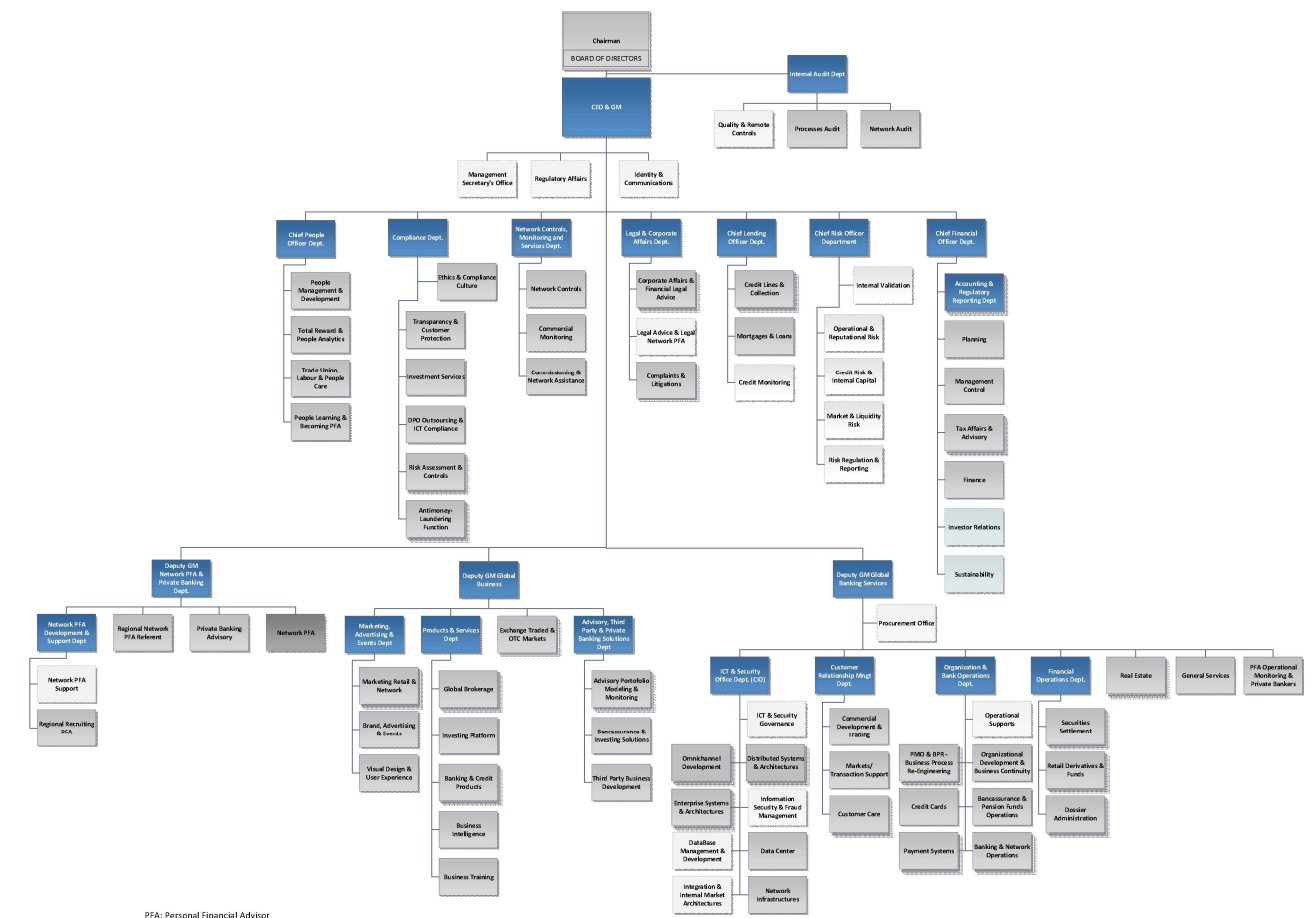 Chairman
BOARD OF DIRECTORS
Internal Audit Dept
CEO & GM
Quality & Remote
Controls
Processes Audit
Network Audit
Management
Secretary's Office
Regulatory Affairs
Identity &
Communications
Chief People
Officer Dept.
Compliance Dept.
Network Controls,
Monitoring and
Services Dept.
Legal & Corporate
Affairs Dept.
Chief Lending
Officer Dept.
Chief Risk Officer
Department
Chief Financial
Officer Dept.
People
Management &
Development
Total Reward &
People Analytics
Trade Union,
Labour & People
Care
People Learning &
Becoming PFA
Ethics & Compliance
Culture
Transparency &
Customer
Protection
Investment Services
DPO Outsourcing &
ICT Compliance
Risk Assessment &
Controls
Antimoney-
Laundering
Function
Network Controls
Commercial
Monitoring
Commissioning &
Network Assistance
Corporate Affairs &
Financial Legal
Advice
Legal Advice & Legal
Network PFA
Complaints &
Litigations
Credit Lines &
Collection
Mortgages & Loans
Credit Monitoring
Internal Validation
Operational &
Reputational Risk
Credit Risk &
Internal Capital
Market & Liquidity
Risk
Risk Regulation &
Reporting
Accounting &
Regulatory
Reporting Dept
Planning
Management
Control
Tax Affairs &
Advisory
Finance
Investor Relations
Sustainability
Deputy GM
Network PFA &
Private Banking
Dept.
Deputy GM Global
Business
Deputy GM Global
Banking Services
Network PFA
Development &
Support Dept
Regional Network
PFA Referent
Private Banking
Advisory
Network PFA
Network PFA
Support
Regional Recruiting
PFA
Marketing,
Advertising &
Events Dept
Products & Services
Dept
Exchange Traded &
OTC Markets
Advisory, Third
Party & Private
Banking Solutions
Dept
Marketing Retail &
Network
Brand, Advertising
& Events
Visual Design &
User Experience
Global Brokerage
Investing Platform
Banking & Credit
Products
Business
Intelligence
Business Training
Advisory Portofolio
Modeling &
Monitoring
Bancassurance &
Investing Solutions
Third Party Business
Development
Procurement Office
ICT & Security
Office Dept. (CIO)
Customer
Relationship Mngt
Dept.
Organization &
Bank Operations
Dept.
Financial
Operations Dept.
Real Estate
General Services
PFA Operational
Monitoring &
Private Bankers
ICT & Security
Governance
Omnichannel
Development
Distributed Systems
& Architectures
Enterprise Systems
& Architectures
Information
Security & Fraud
Management
DataBase
Management &
Development
Data Center
Integration &
Internal Market
Architectures
Network
Infrastructures
Commercial
Development &
Trading
Markets/
Transaction Support
Customer Care
Operational
Supports
PMO & BPR -
Business Process
Re-Engineering
Organizational
Development &
Business Continuity
Credit Cards
Bancassurance &
Pension Funds
Operations
Payment Systems
Banking & Network
Operations
Securities
Settlement
Retail Derivatives &
Funds
Dossier
Administration
PFA: Personal Financial Advisor